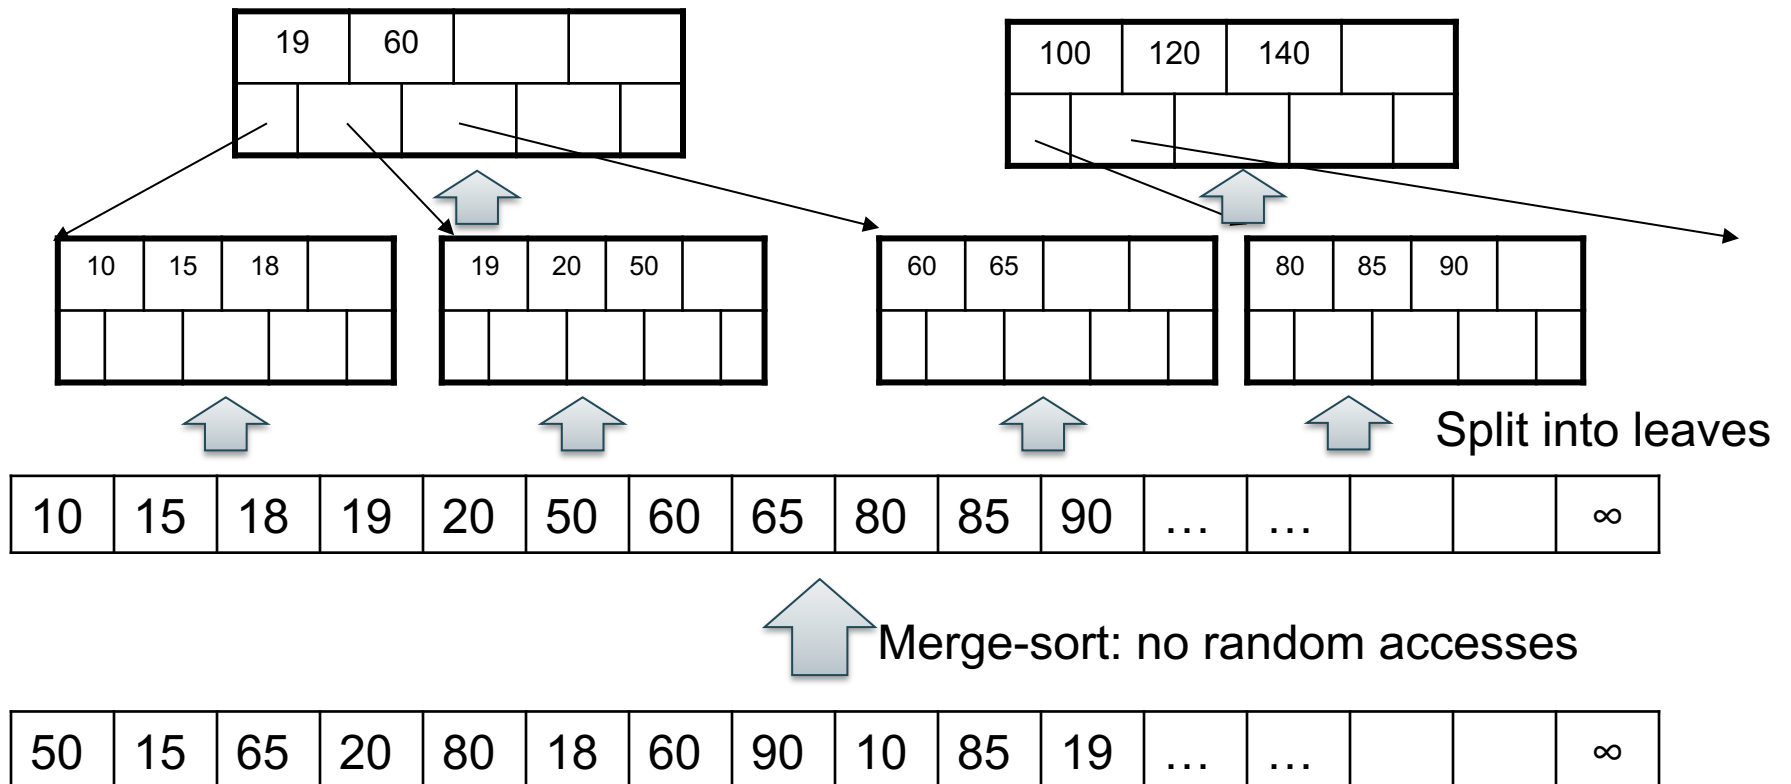 19 60
100 120 140
10 15 18
19 20 50
60 65
80 85 90
Split into leaves
10 15 18 19 20 50 60 65 80 85 90 … … ∞
Merge-sort: no random accesses
50 15 65 20 80 18 60 90 10 85 19 … … ∞